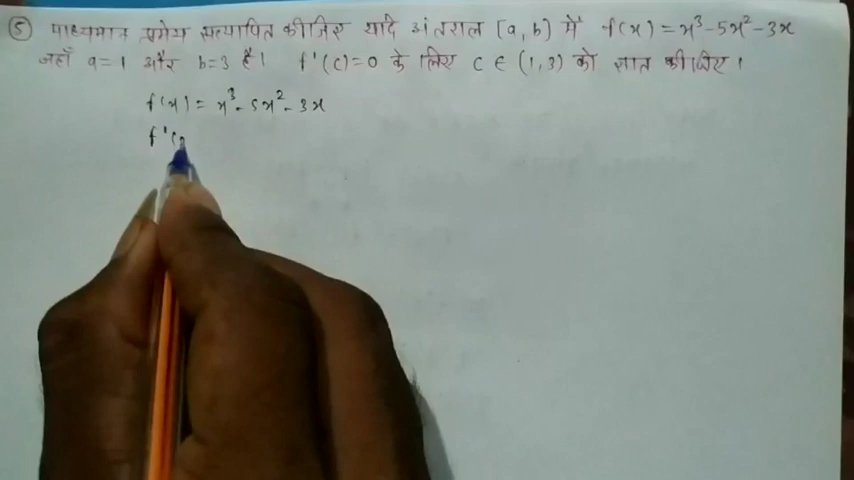 ⑤ माध्यमान प्रमेय सत्यापित कीजिए यदि अंतराल [a, b] में f(x) = x³ - 5x² - 3x
जहाँ a = 1 और b = 3 है। f'(c) = 0 के लिए c ∈ (1, 3) को ज्ञात कीजिए।
f(x) = x³ - 5x² - 3x
f'(